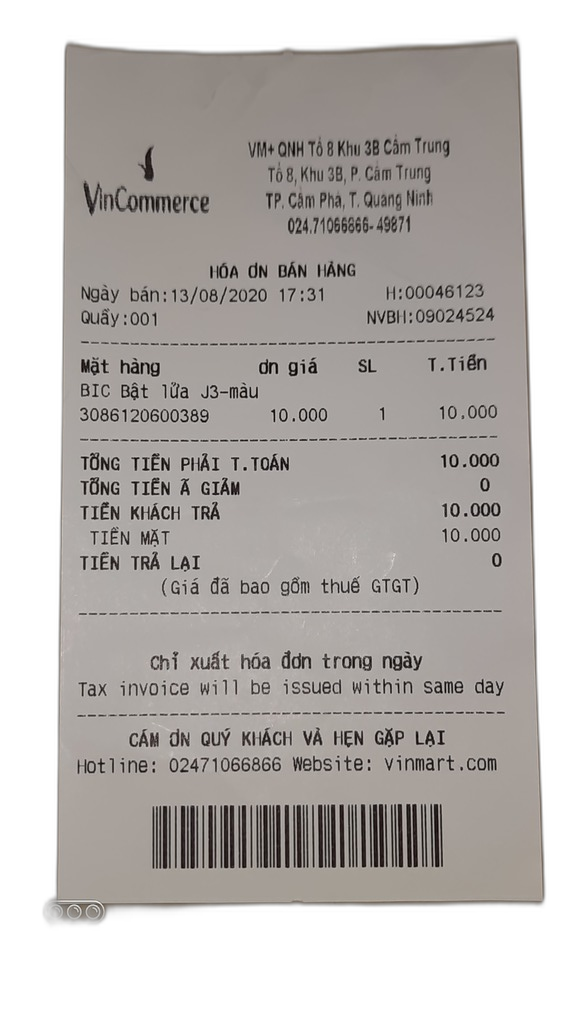 VinCommerce
VM+ QNH Tổ 8 Khu 3B Cẩm Trung
Tổ 8, Khu 3B, P. Cẩm Trung
TP. Cẩm Phả, T. Quảng Ninh
024.71066866-49871
HÓA ƠN BÁN HÀNG
Ngày bán:13/08/2020 17:31 H:00046123
Quầy:001 NVBH:09024524
Mặt hàng ơn giá SL T.Tiền
BIC Bật lửa J3-màu
3086120600389 10.000 1 10.000
TỔNG TIỀN PHẢI T.TOÁN 10.000
TỔNG TIỀN Ã GIẢM 0
TIỀN KHÁCH TRẢ 10.000
TIỀN MẶT 10.000
TIỀN TRẢ LẠI 0
(Giá đã bao gồm thuế GTGT)
Chỉ xuất hóa đơn trong ngày
Tax invoice will be issued within same day
CẢM ƠN QUÝ KHÁCH VÀ HẸN GẶP LẠI
Hotline: 02471066866 Website: vinmart.com